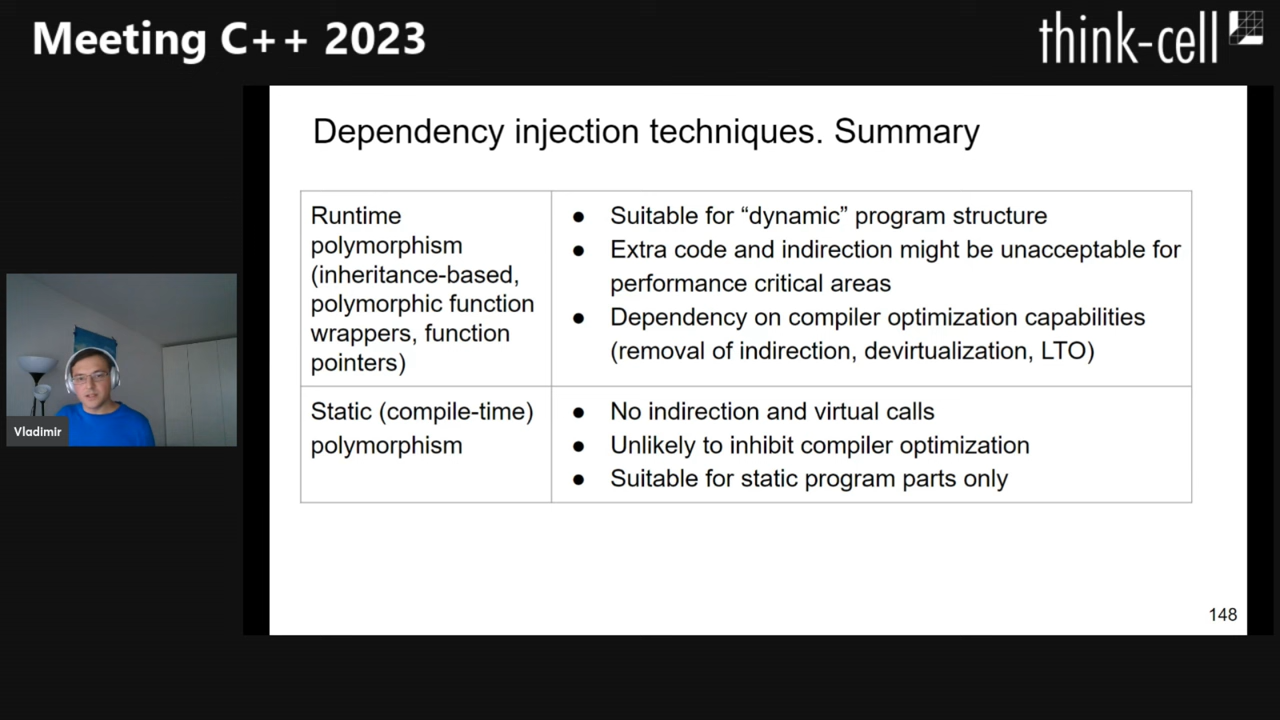 Meeting C++ 2023
think-cell
Dependency injection techniques. Summary
Runtime
polymorphism
(inheritance-based,
polymorphic function
wrappers, function
pointers)
● Suitable for “dynamic” program structure
● Extra code and indirection might be unacceptable for
performance critical areas
● Dependency on compiler optimization capabilities
(removal of indirection, devirtualization, LTO)
Static (compile-time)
polymorphism
● No indirection and virtual calls
● Unlikely to inhibit compiler optimization
● Suitable for static program parts only
Vladimir
148